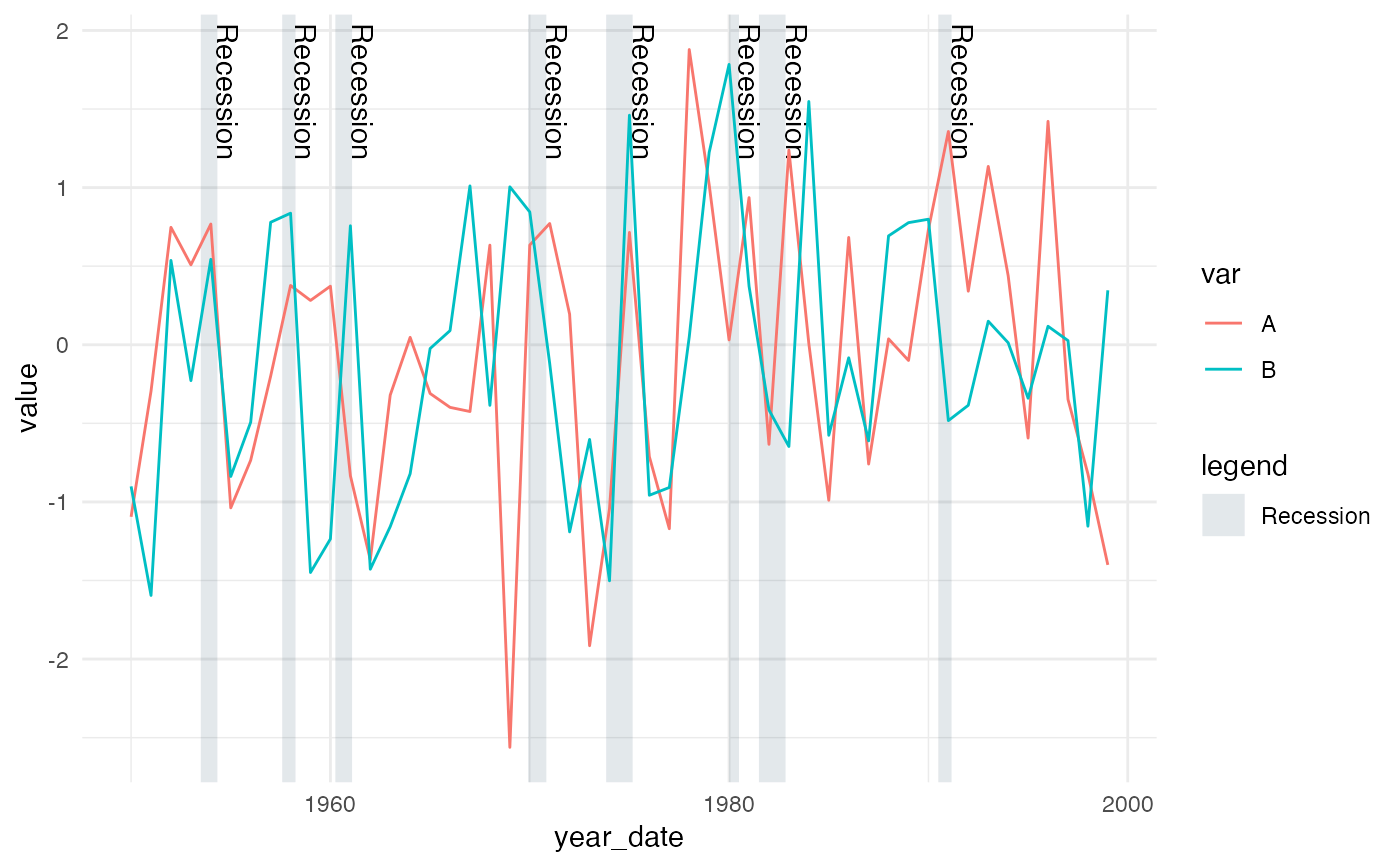 2
1
0
-1
-2
value
Recession
Recession
Recession
Recession
Recession
Recession
Recession
Recession
1960
1980
2000
year_date
var
A
B
legend
Recession